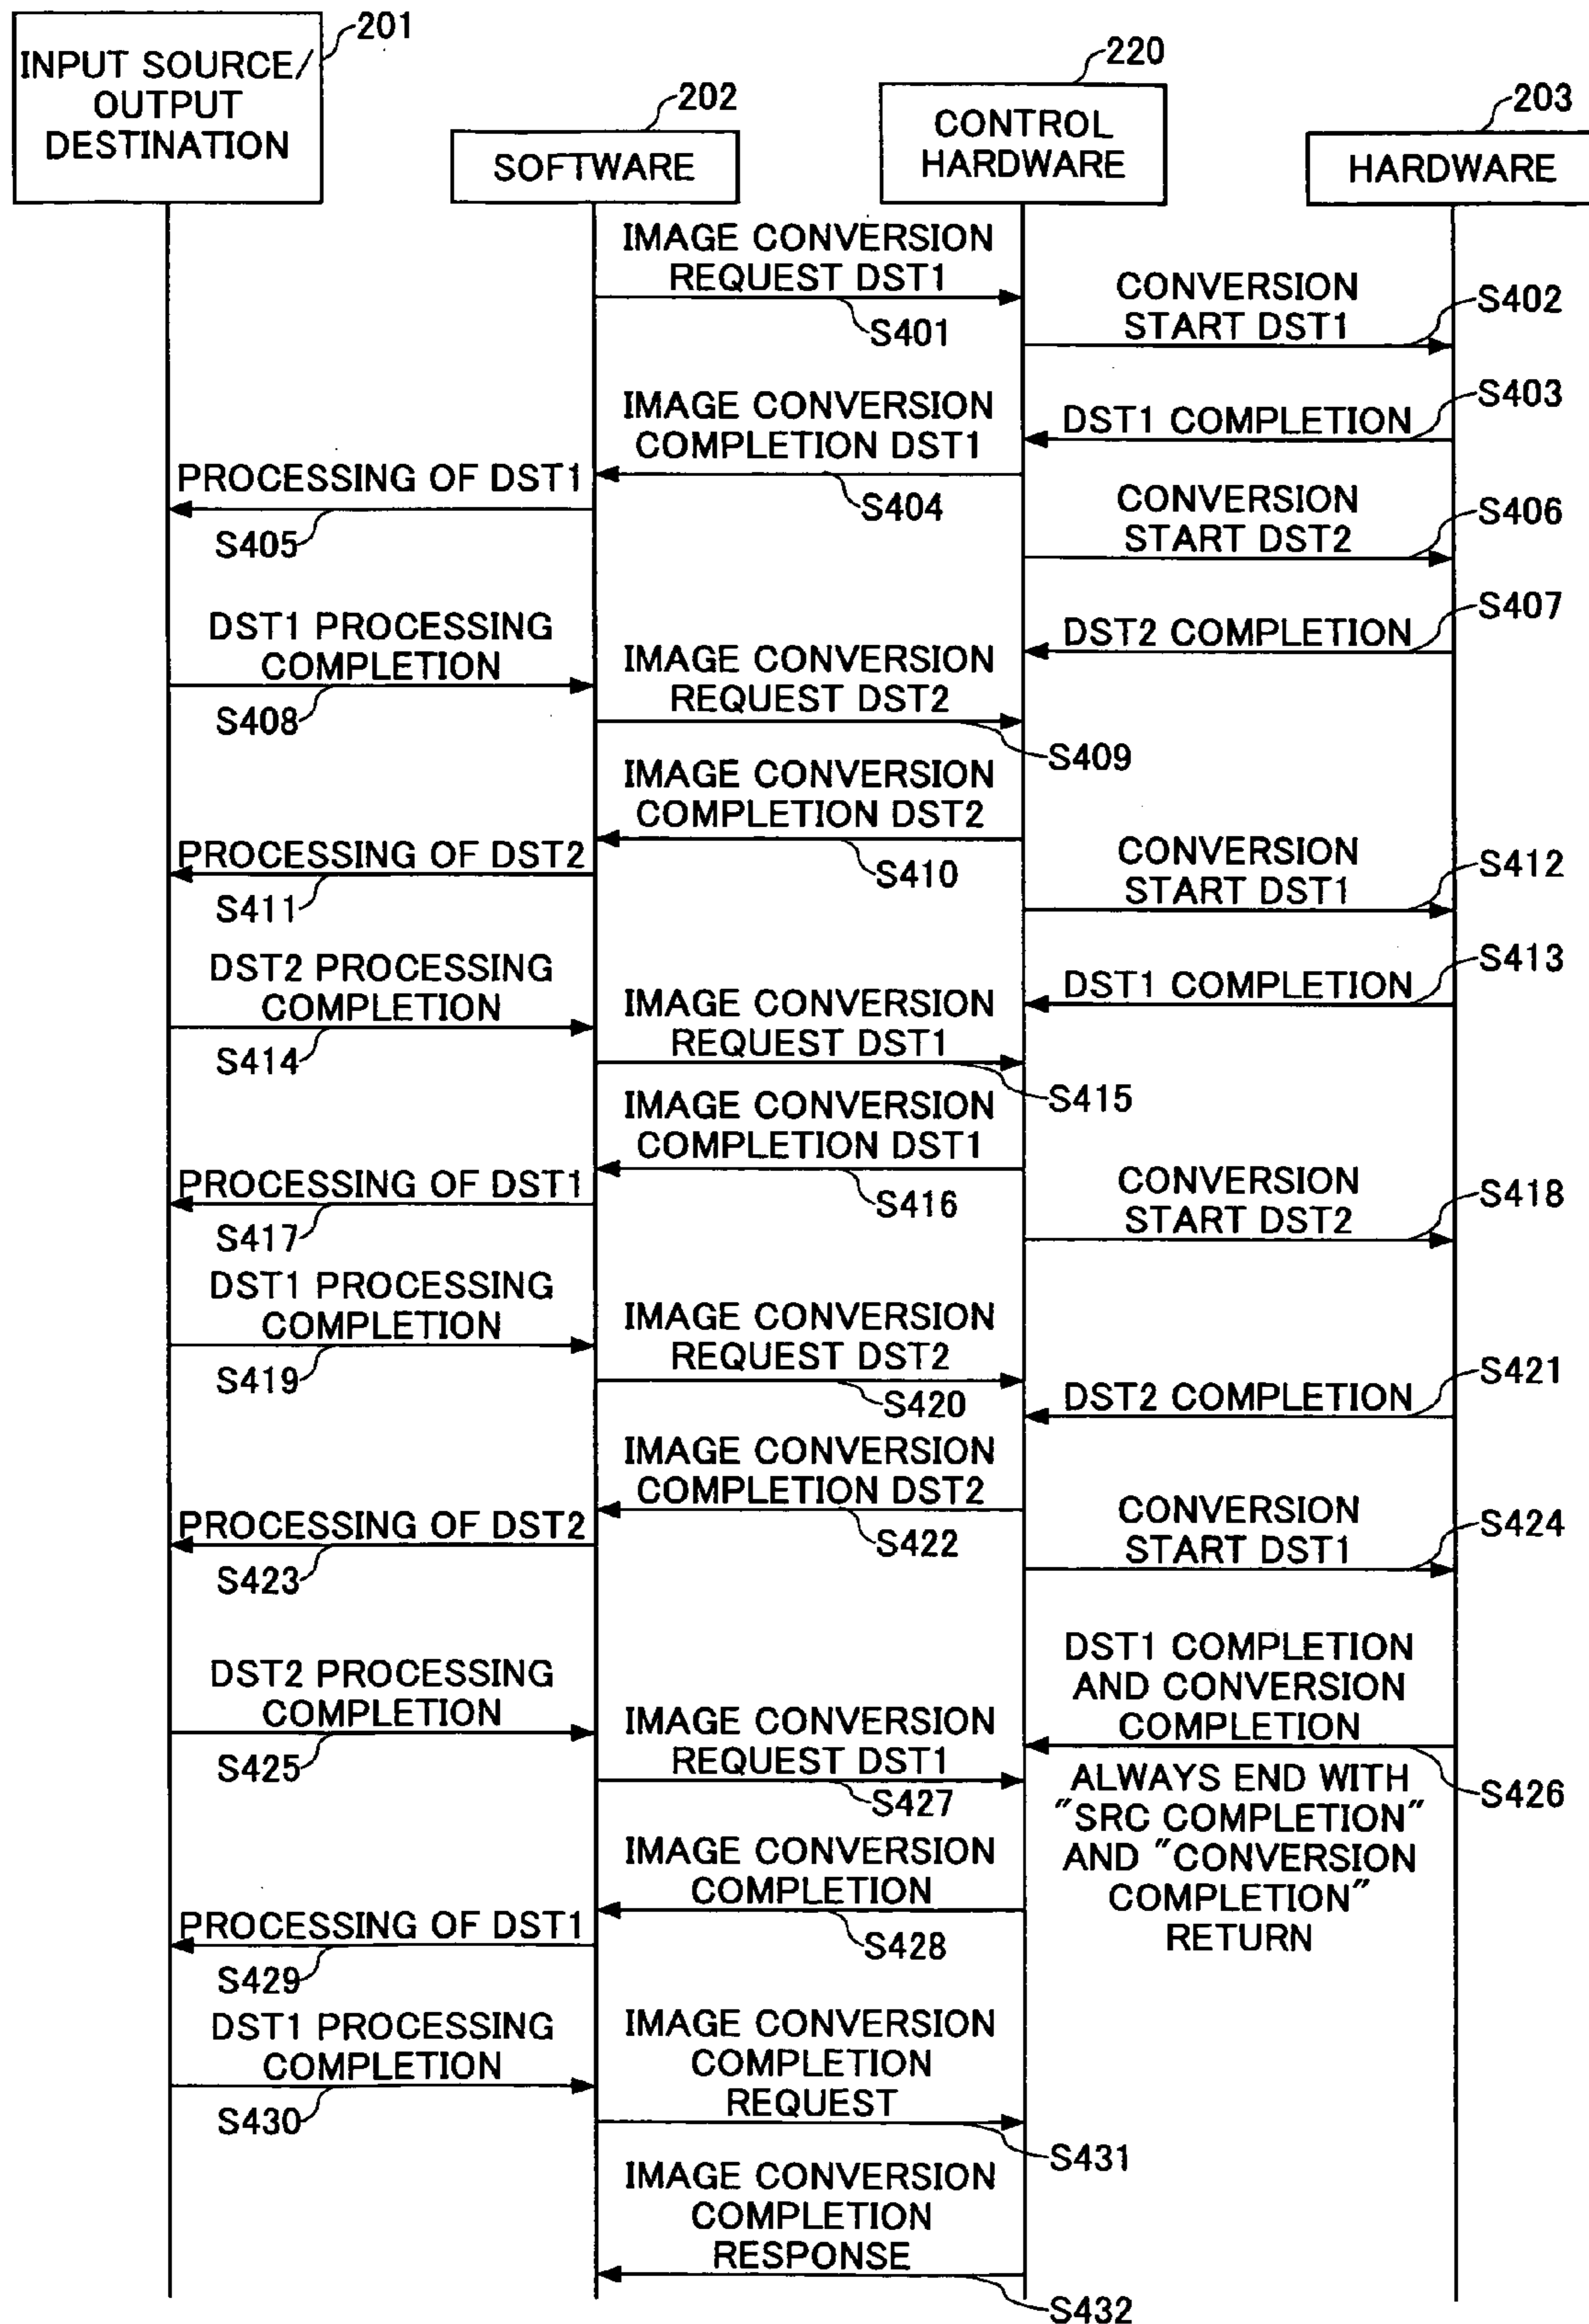 201
INPUT SOURCE/
OUTPUT
DESTINATION
202
SOFTWARE
220
CONTROL
HARDWARE
203
HARDWARE
IMAGE CONVERSION
REQUEST DST1
S401
CONVERSION
START DST1
S402
DST1 COMPLETION
S403
IMAGE CONVERSION
COMPLETION DST1
S404
PROCESSING OF DST1
S405
CONVERSION
START DST2
S406
DST2 COMPLETION
S407
DST1 PROCESSING
COMPLETION
S408
IMAGE CONVERSION
REQUEST DST2
S409
IMAGE CONVERSION
COMPLETION DST2
S410
PROCESSING OF DST2
S411
CONVERSION
START DST1
S412
DST1 COMPLETION
S413
DST2 PROCESSING
COMPLETION
S414
IMAGE CONVERSION
REQUEST DST1
S415
IMAGE CONVERSION
COMPLETION DST1
S416
PROCESSING OF DST1
S417
CONVERSION
START DST2
S418
DST1 PROCESSING
COMPLETION
S419
IMAGE CONVERSION
REQUEST DST2
S420
DST2 COMPLETION
S421
IMAGE CONVERSION
COMPLETION DST2
S422
PROCESSING OF DST2
S423
CONVERSION
START DST1
S424
DST2 PROCESSING
COMPLETION
S425
DST1 COMPLETION
AND CONVERSION
COMPLETION
S426
ALWAYS END WITH
"SRC COMPLETION"
AND "CONVERSION
COMPLETION"
RETURN
IMAGE CONVERSION
REQUEST DST1
S427
IMAGE CONVERSION
COMPLETION
S428
PROCESSING OF DST1
S429
DST1 PROCESSING
COMPLETION
S430
IMAGE CONVERSION
COMPLETION
REQUEST
S431
IMAGE CONVERSION
COMPLETION
RESPONSE
S432